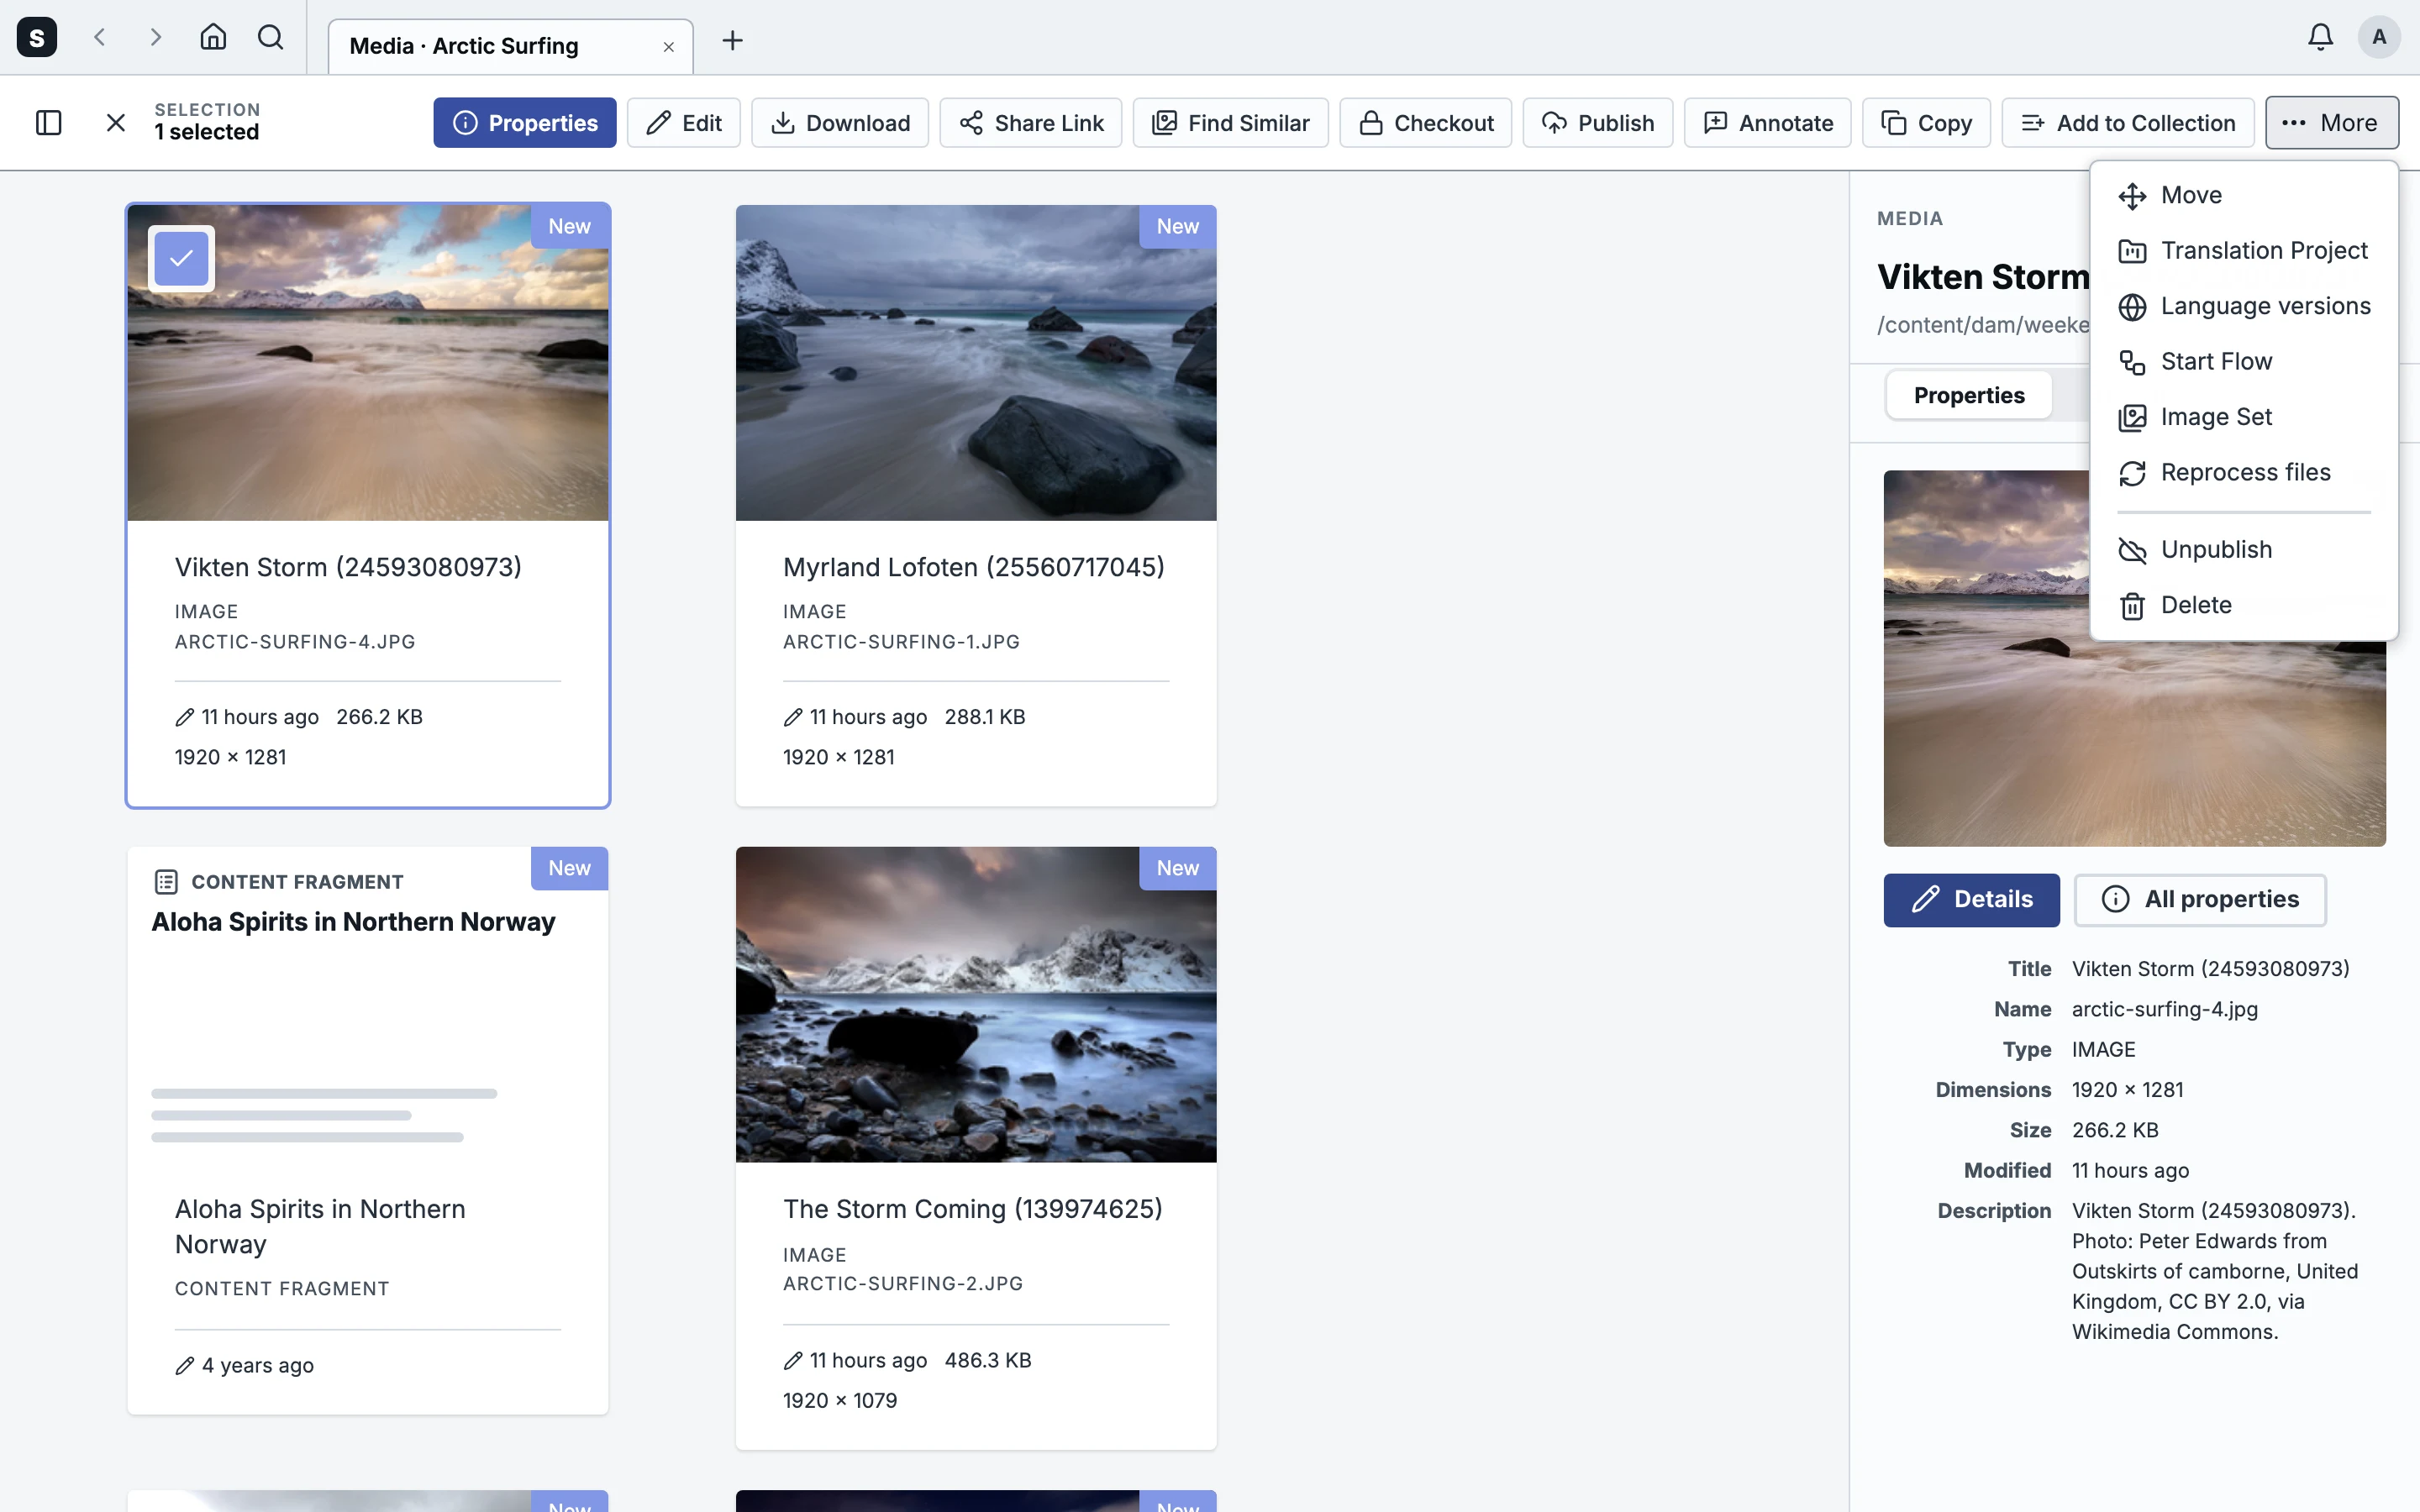 S
Media · Arctic Surfing
A
SELECTION
1 selected
Properties
Edit
Download
Share Link
Find Similar
Checkout
Publish
Annotate
Copy
Add to Collection
More
Move
Translation Project
Language versions
Start Flow
Image Set
Reprocess files
Unpublish
Delete
New
Vikten Storm (24593080973)
IMAGE
ARCTIC-SURFING-4.JPG
11 hours ago 266.2 KB
1920 × 1281
New
Myrland Lofoten (25560717045)
IMAGE
ARCTIC-SURFING-1.JPG
11 hours ago 288.1 KB
1920 × 1281
New
CONTENT FRAGMENT
Aloha Spirits in Northern Norway
Aloha Spirits in Northern
Norway
CONTENT FRAGMENT
4 years ago
New
The Storm Coming (139974625)
IMAGE
ARCTIC-SURFING-2.JPG
11 hours ago 486.3 KB
1920 × 1079
New
New
MEDIA
Vikten Storm
/content/dam/weeke
Properties
Details
All properties
Title Vikten Storm (24593080973)
Name arctic-surfing-4.jpg
Type IMAGE
Dimensions 1920 × 1281
Size 266.2 KB
Modified 11 hours ago
Description Vikten Storm (24593080973).
Photo: Peter Edwards from
Outskirts of camborne, United
Kingdom, CC BY 2.0, via
Wikimedia Commons.